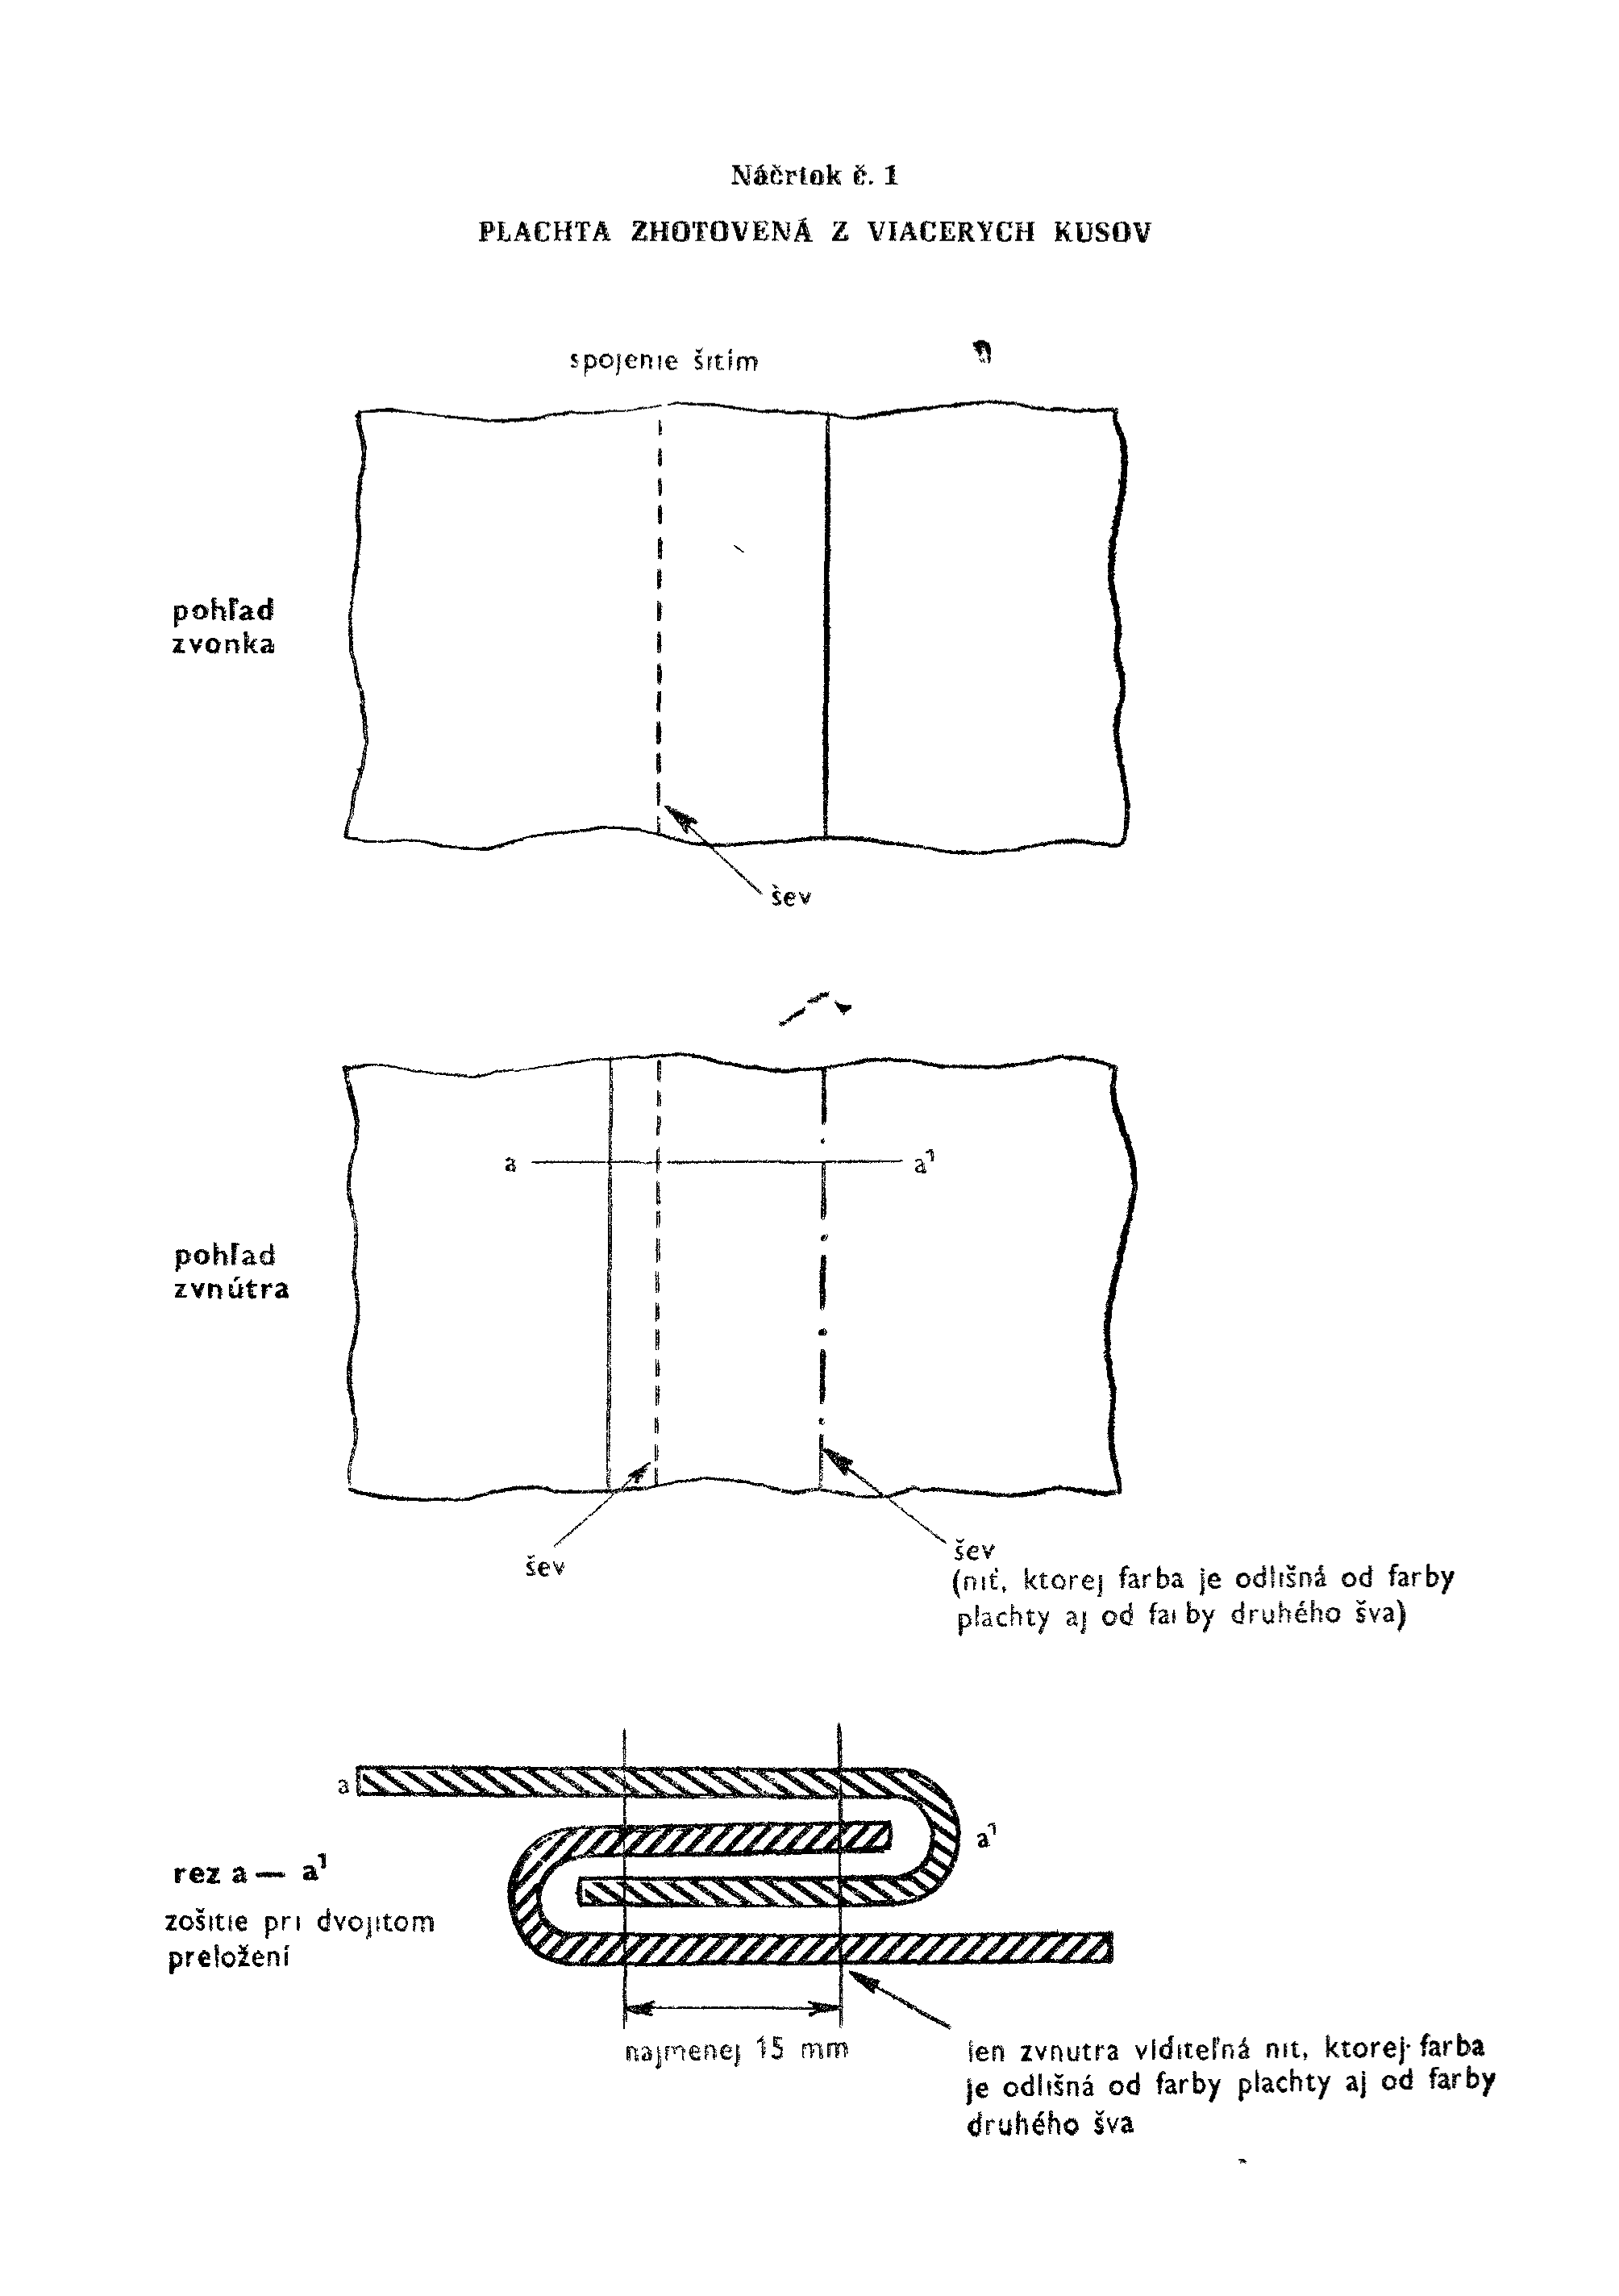 Náčrtok č. 1
PLACHTA ZHOTOVENÁ Z VIACERYCH KUSOV
spojenie šitím
pohľad
zvonka
šev
a
a¹
pohľad
zvnútra
šev
šev
(niť, ktorej farba je odlišná od farby
plachty aj od farby druhého šva)
a
a¹
rez a — a¹
zošitie pri dvojitom
preložení
najmenej 15 mm
len zvnutra viditeľná nit, ktorej farba
je odlišná od farby plachty aj od farby
druhého šva